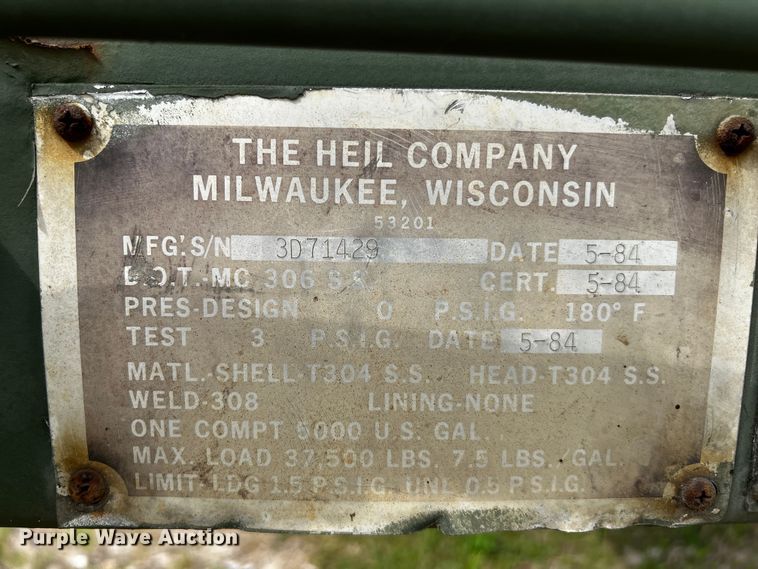 THE HEIL COMPANY
MILWAUKEE, WISCONSIN
53201
MFG'. S/N 3D71429 DATE 5-84
D.O.T.-MC 306 S.S. CERT. 5-84
PRES-DESIGN 0 P.S.I.G. 180° F
TEST 3 P.S.I.G. DATE 5-84
MATL.-SHELL-T304 S.S. HEAD-T304 S.S.
WELD-308 LINING-NONE
ONE COMPT 5000 U.S. GAL.
MAX. LOAD 37,500 LBS. 7.5 LBS./GAL.
LIMIT-LDG 1.5 P.S.I.G. UNL 0.5 P.S.I.G.
Purple Wave Auction